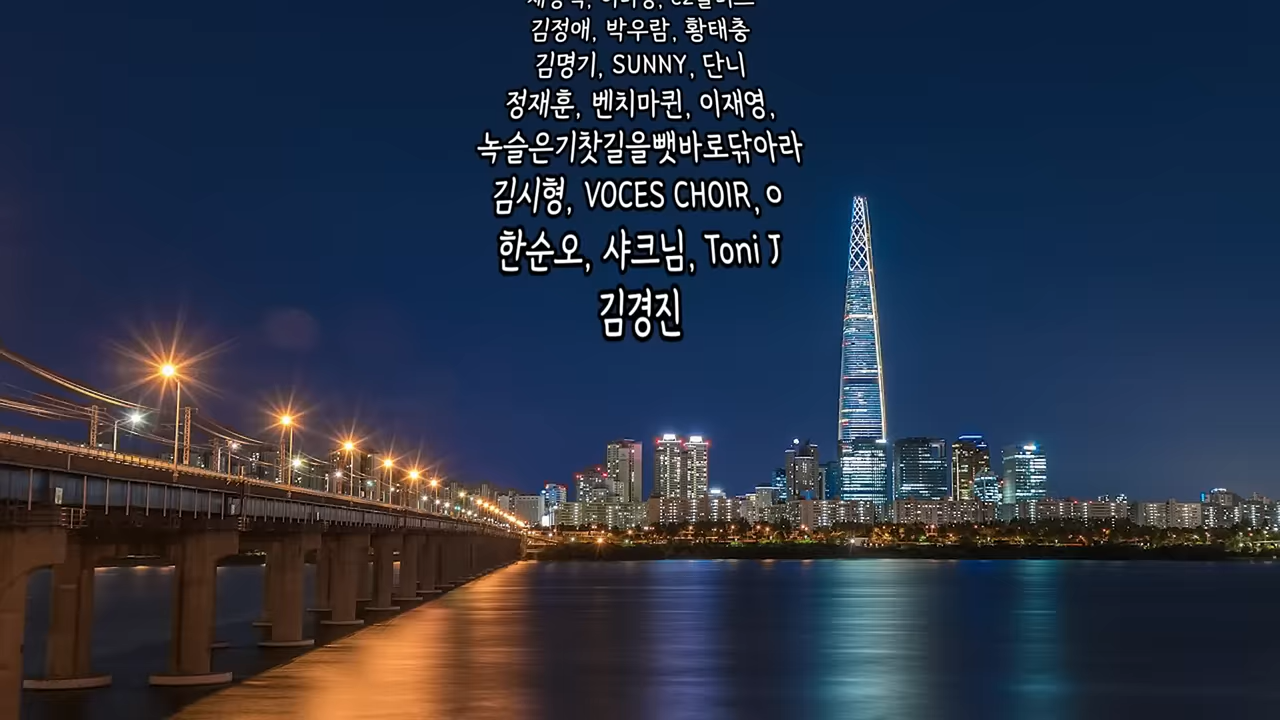 김정애, 박우람, 황태충
김명기, SUNNY, 단니
정재훈, 벤치마퀸, 이재영,
녹슬은기찻길을뺏바로닦아라
김시형, VOCES CHOIR, ㅇ
한순오, 샤크님, Toni J
김경진